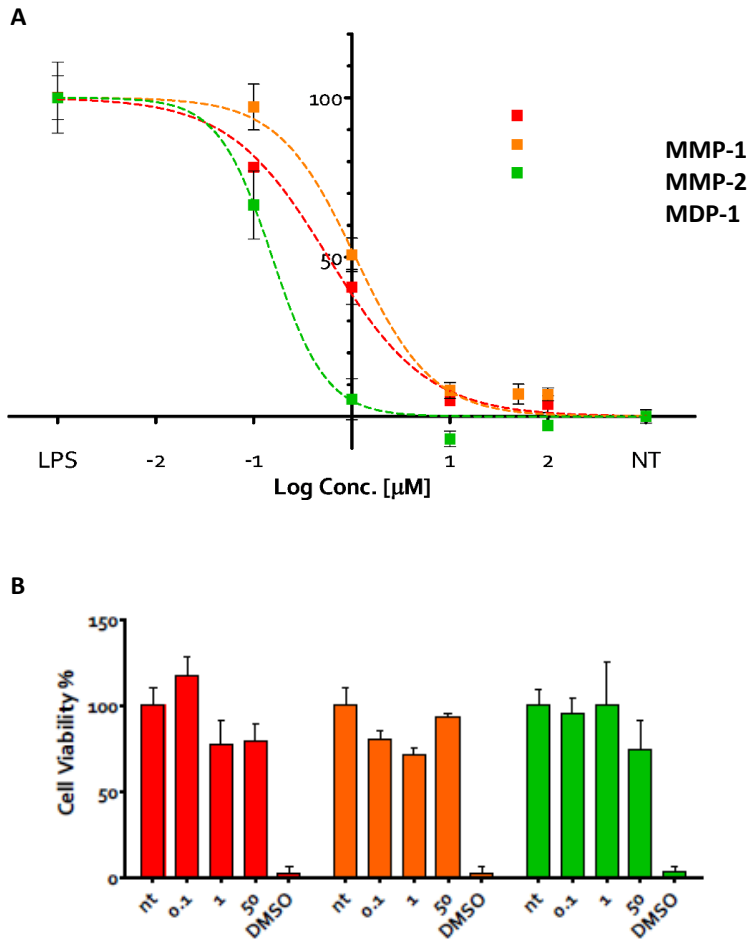 A
100
MMP-1
MMP-2
MDP-1
50
LPS -2 -1 1 2 NT
Log Conc. [μM]
B
150
100
50
0
Cell Viability %
nt 0.1 1 50 DMSO nt 0.1 1 50 DMSO nt 0.1 1 50 DMSO